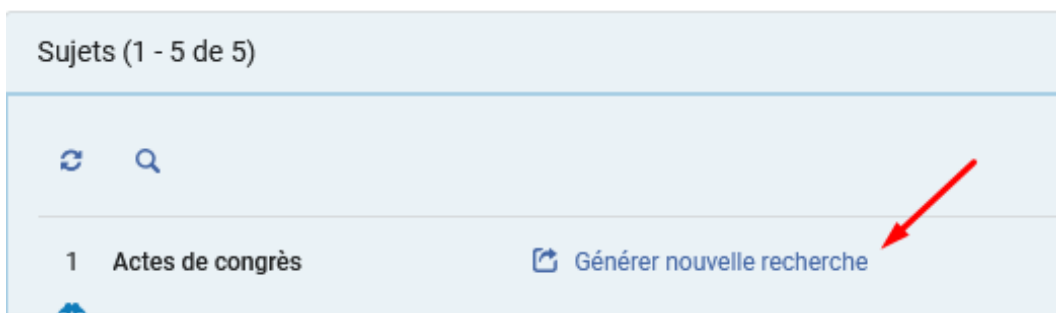 Sujets (1 - 5 de 5)
1 Actes de congrès Générer nouvelle recherche